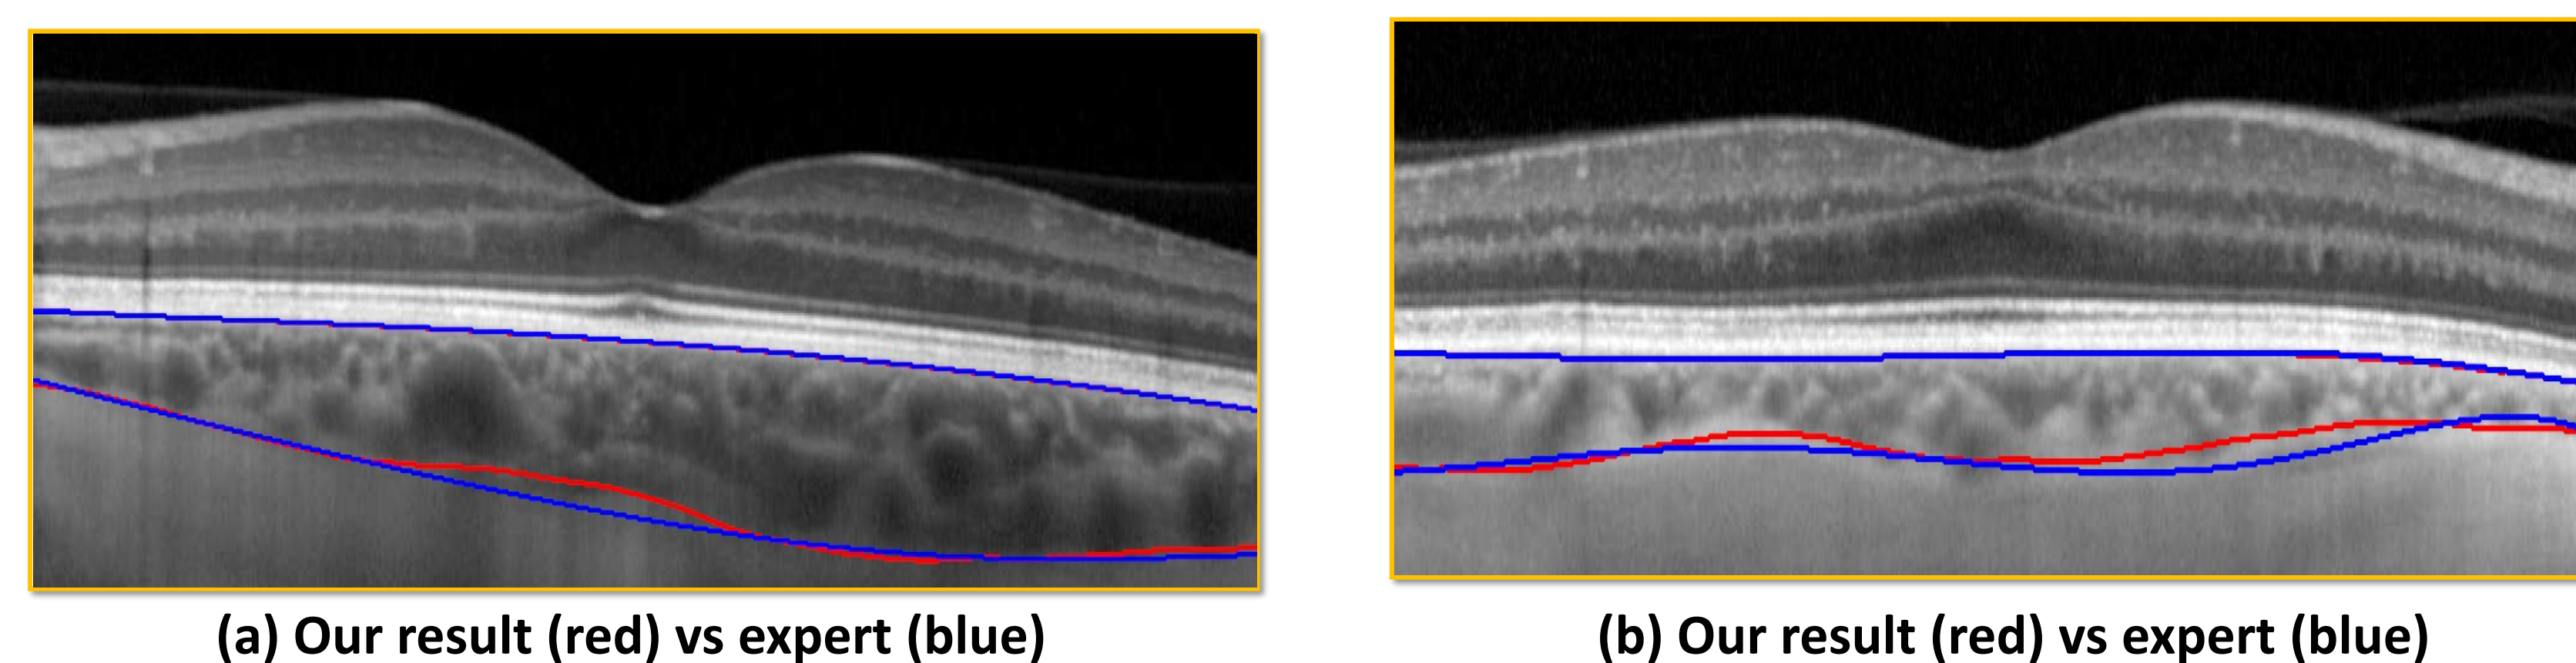 (a) Our result (red) vs expert (blue)
(b) Our result (red) vs expert (blue)